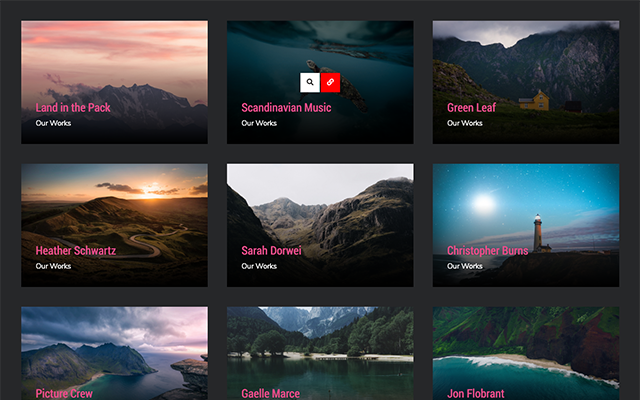 Land in the Pack
Our Works
Scandinavian Music
Our Works
Green Leaf
Our Works
Heather Schwartz
Our Works
Sarah Dorwei
Our Works
Christopher Burns
Our Works
Picture Crew
Gaelle Marce
Jon Flobrant